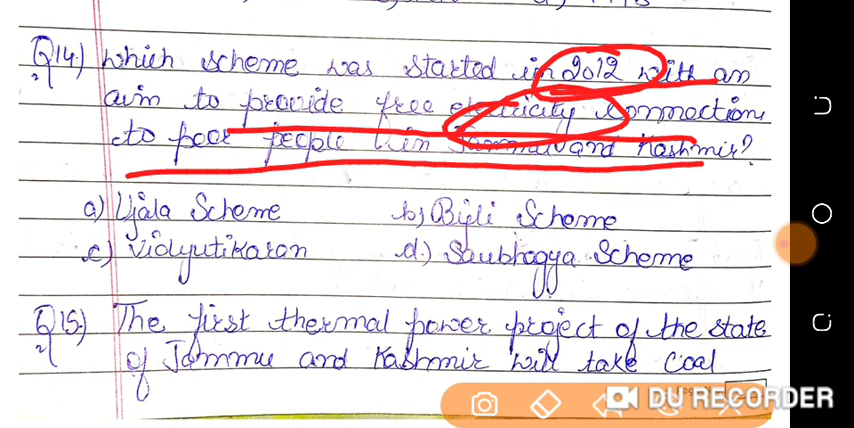 Q14.) Which scheme was started in 2012 with an
aim to provide free electricity connection
to poor people in Jammu and Kashmir?
a) Ujala Scheme b) Bijli Scheme
c) Vidyutikaran d.) Saubhagya Scheme
Q15.) The first thermal power project of the state
of Jammu and Kashmir will take coal
DU RECORDER